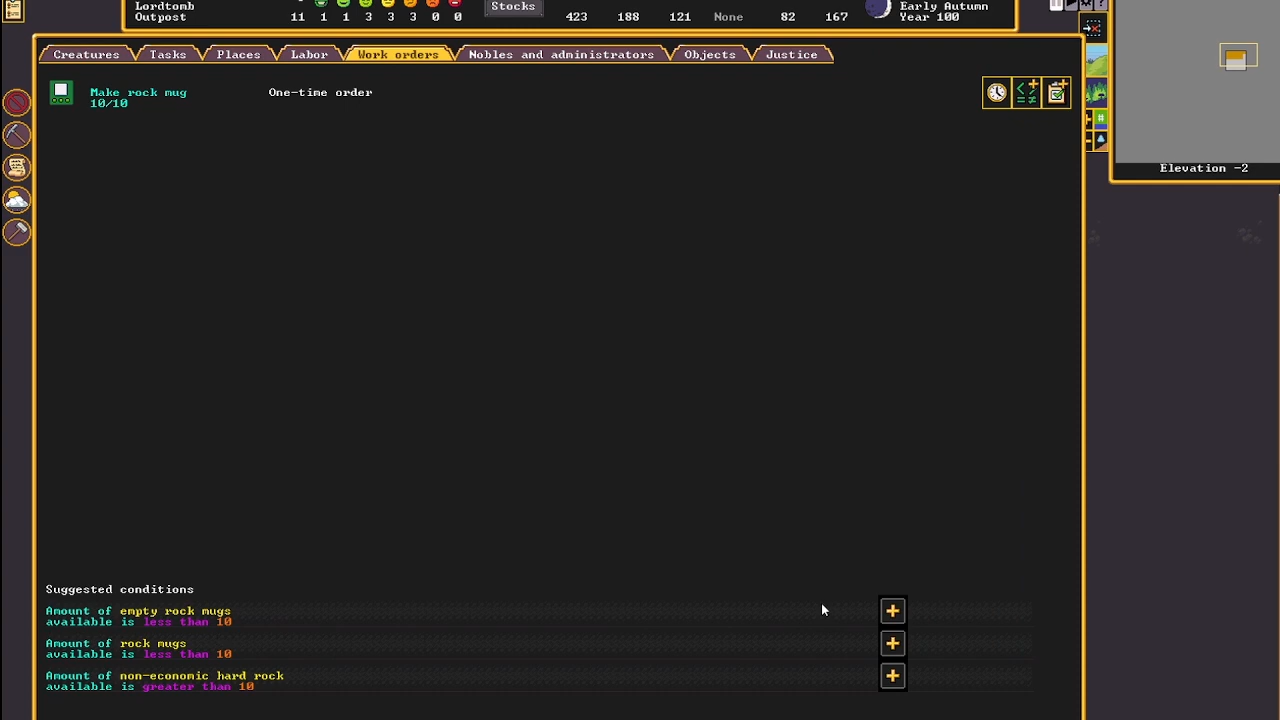 Lordtomb
Outpost
11 1 1 3 3 3 0 0
Stocks
423 188 121 None 82 167
Early Autumn
Year 100
Creatures Tasks Places Labor Work orders Nobles and administrators Objects Justice
Make rock mug
10/10
One-time order
Elevation -2
Suggested conditions
Amount of empty rock mugs
available is less than 10
Amount of rock mugs
available is less than 10
Amount of non-economic hard rock
available is greater than 10